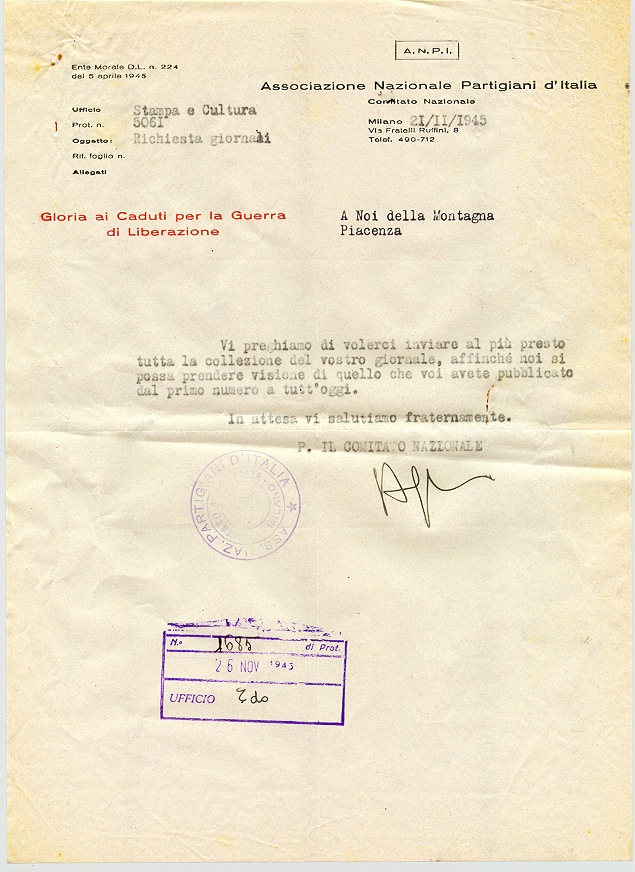 A.N.P.I.
Ente Morale D.L. n. 224
del 5 aprile 1945
Associazione Nazionale Partigiani d'Italia
Comitato Nazionale
Ufficio Stampa e Cultura
Prot. n. 5061
Oggetto: Richiesta giornali
Rif. foglio n.
Allegati
Milano 21/II/1945
Via Fratelli Ruffini, 8
Telef. 490-712
Gloria ai Caduti per la Guerra
di Liberazione
A Noi della Montagna
Piacenza
Vi preghiamo di volerci inviare al più presto
tutta la collezione del vostro giornale, affinché noi si
possa prendere visione di quello che voi avete pubblicato
dal primo numero a tutt'oggi.
In attesa vi salutiamo fraternamente.
P. IL COMITATO NAZIONALE
ASSOCIAZ. PARTIGIANI D'ITALIA
N.o 1685 di Prot.
26 NOV 1945
UFFICIO